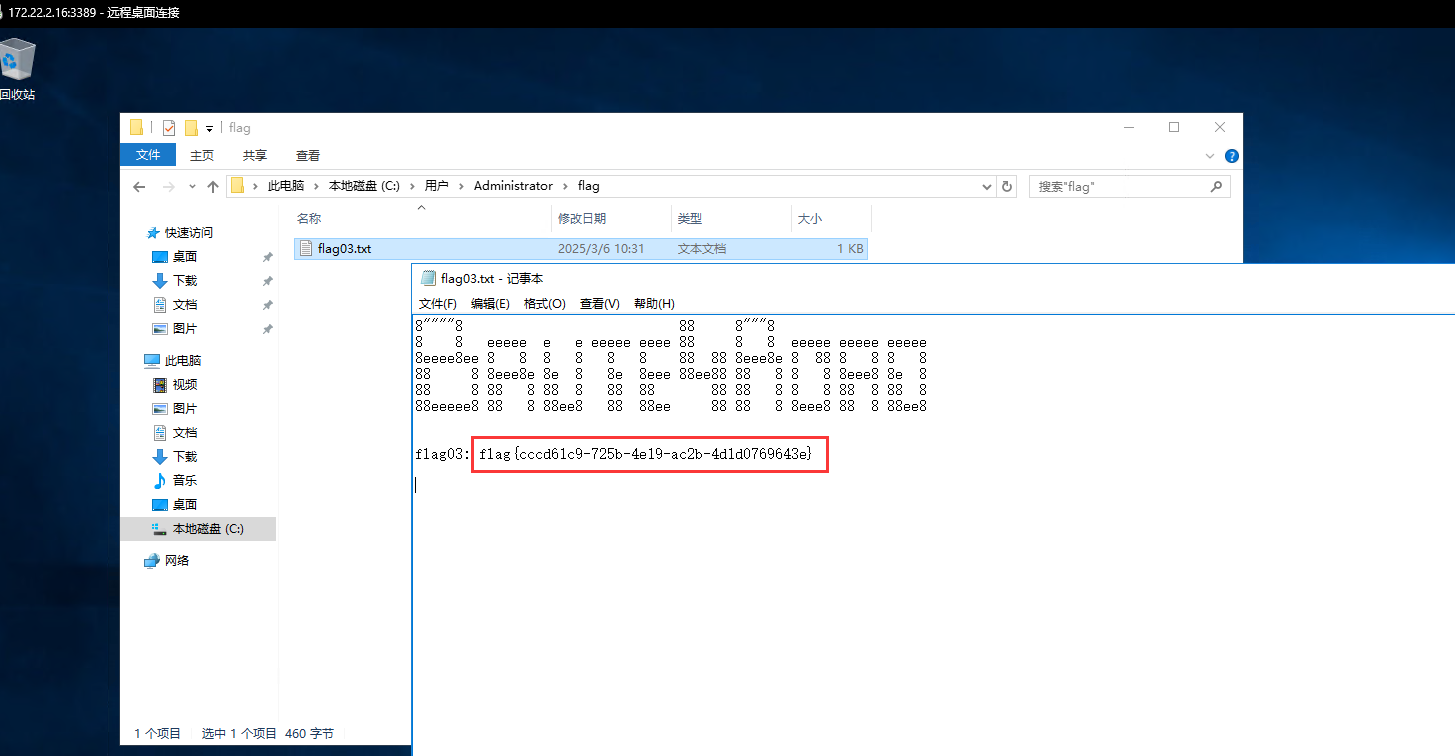 172.22.2.16:3389 - 远程桌面连接
回收站
flag
文件 主页 共享 查看
此电脑 › 本地磁盘 (C:) › 用户 › Administrator › flag
搜索"flag"
名称 修改日期 类型 大小
flag03.txt 2025/3/6 10:31 文本文档 1 KB
快速访问
桌面
下载
文档
图片
此电脑
视频
图片
文档
下载
音乐
桌面
本地磁盘 (C:)
网络
1 个项目 选中 1 个项目 460 字节
flag03.txt - 记事本
文件(F) 编辑(E) 格式(O) 查看(V) 帮助(H)
8""""8                           88     8"""8
8    8   eeeee  e   e eeeee eeee 88     8   8  eeeee eeeee eeeee
8eeee8ee 8   8  8   8   8   8    88  88 8eee8e 8  88 8   8 8   8
88     8 8eee8e 8e  8   8e  8eee 88ee88 88   8 8   8 8eee8 8e  8
88     8 88   8 88  8   88  88       88 88   8 8   8 88  8 88  8
88eeeee8 88   8 88ee8   88  88ee     88 88   8 8eee8 88  8 88ee8
flag03: flag{cccd61c9-725b-4e19-ac2b-4d1d0769643e}